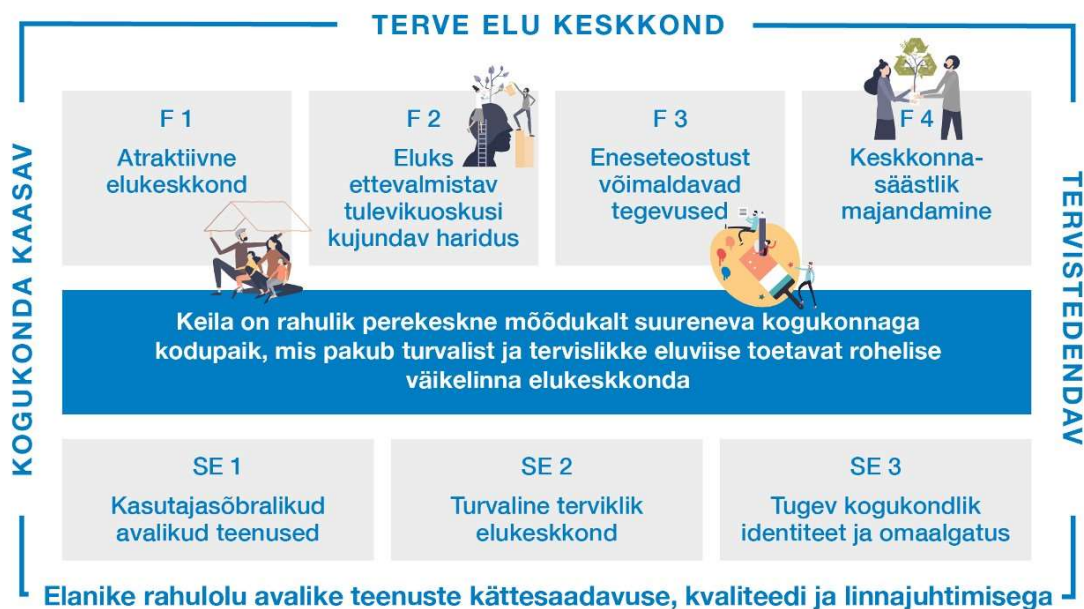 TERVE ELU KESKKOND
KOGUKONDA KAASAV
TERVISTEDENDAV
F 1
Atraktiivne
elukeskkond
F 2
Eluks
ettevalmistav
tulevikuoskusi
kujundav haridus
F 3
Eneseteostust
võimaldavad
tegevused
F 4
Keskkonna-
säästlik
majandamine
Keila on rahulik perekeskne mõõdukalt suureneva kogukonnaga
kodupaik, mis pakub turvalist ja tervislikke eluviise toetavat rohelise
väikelinna elukeskkonda
SE 1
Kasutajasõbralikud
avalikud teenused
SE 2
Turvaline terviklik
elukeskkond
SE 3
Tugev kogukondlik
identiteet ja omaalgatus
Elanike rahulolu avalike teenuste kättesaadavuse, kvaliteedi ja linnajuhtimisega